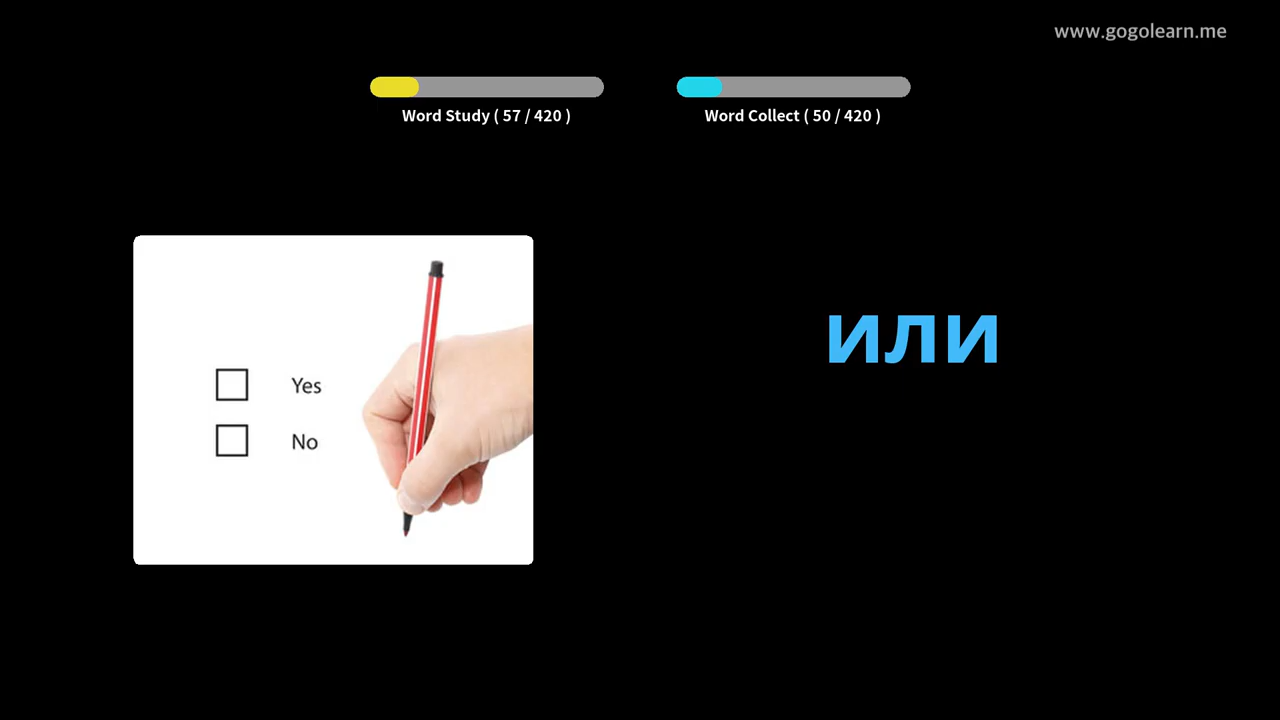 www.gogolearn.me
Word Study ( 57 / 420 )
Word Collect ( 50 / 420 )
или
Yes
No